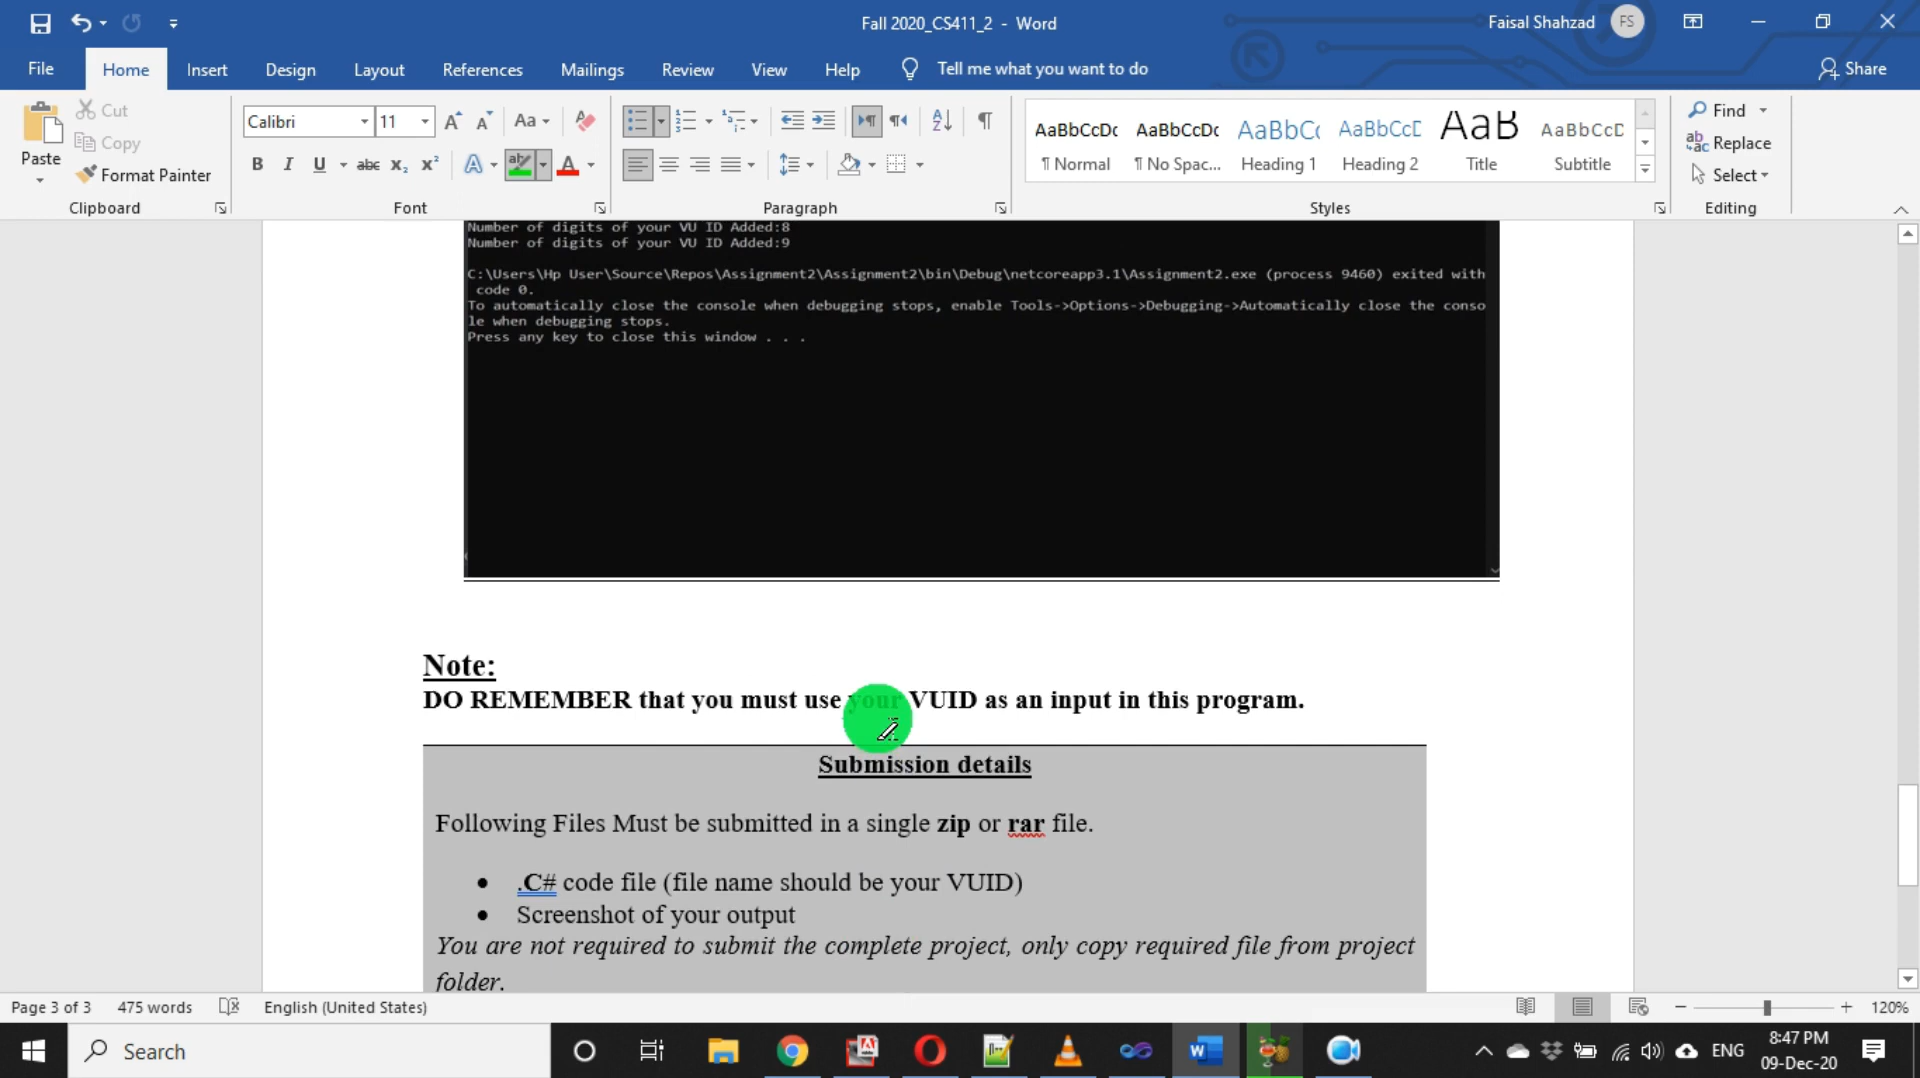 Fall 2020_CS411_2 - Word
Faisal Shahzad
FS
File
Home
Insert
Design
Layout
References
Mailings
Review
View
Help
Tell me what you want to do
Share
Paste
Cut
Copy
Format Painter
Clipboard
Calibri
11
Aa
B I U abc x₂ x²
A
Font
Paragraph
AaBbCcDc
¶ Normal
AaBbCcDc
¶ No Spac...
AaBbCc
Heading 1
AaBbCcD
Heading 2
AaB
Title
AaBbCcD
Subtitle
Styles
Find
Replace
Select
Editing
Number of digits of your VU ID Added:8
Number of digits of your VU ID Added:9
C:\Users\Hp User\Source\Repos\Assignment2\Assignment2\bin\Debug\netcoreapp3.1\Assignment2.exe (process 9460) exited with
code 0.
To automatically close the console when debugging stops, enable Tools->Options->Debugging->Automatically close the conso
le when debugging stops.
Press any key to close this window . . .
Note:
DO REMEMBER that you must use your VUID as an input in this program.
Submission details
Following Files Must be submitted in a single zip or rar file.
• .C# code file (file name should be your VUID)
• Screenshot of your output
You are not required to submit the complete project, only copy required file from project
folder.
Page 3 of 3
475 words
English (United States)
120%
Search
ENG
8:47 PM
09-Dec-20